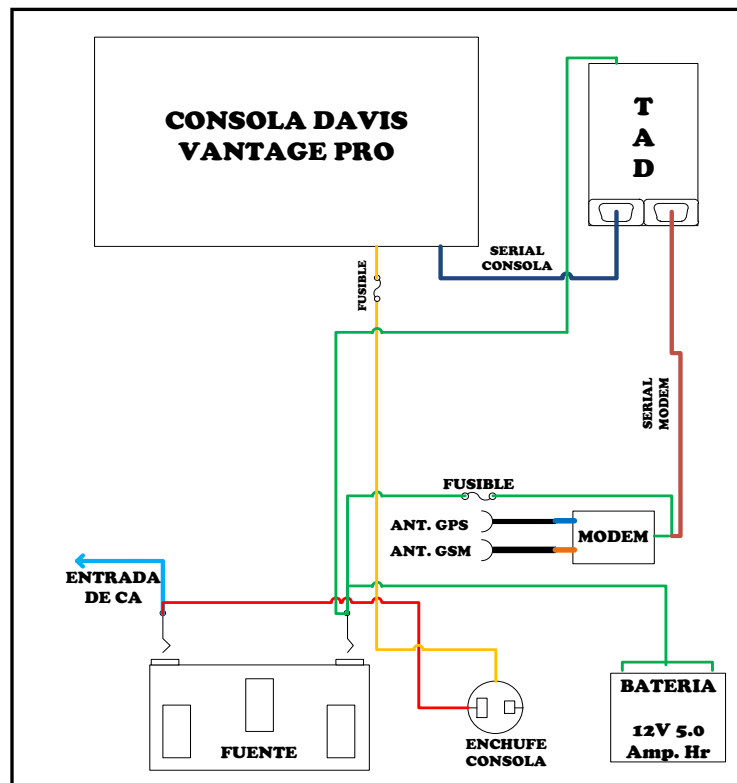 CONSOLA DAVIS
VANTAGE PRO
T
A
D
SERIAL
CONSOLA
FUSIBLE
SERIAL
MODEM
FUSIBLE
ANT. GPS
ANT. GSM
MODEM
ENTRADA
DE CA
BATERIA
12V 5.0
Amp. Hr
FUENTE
ENCHUFE
CONSOLA